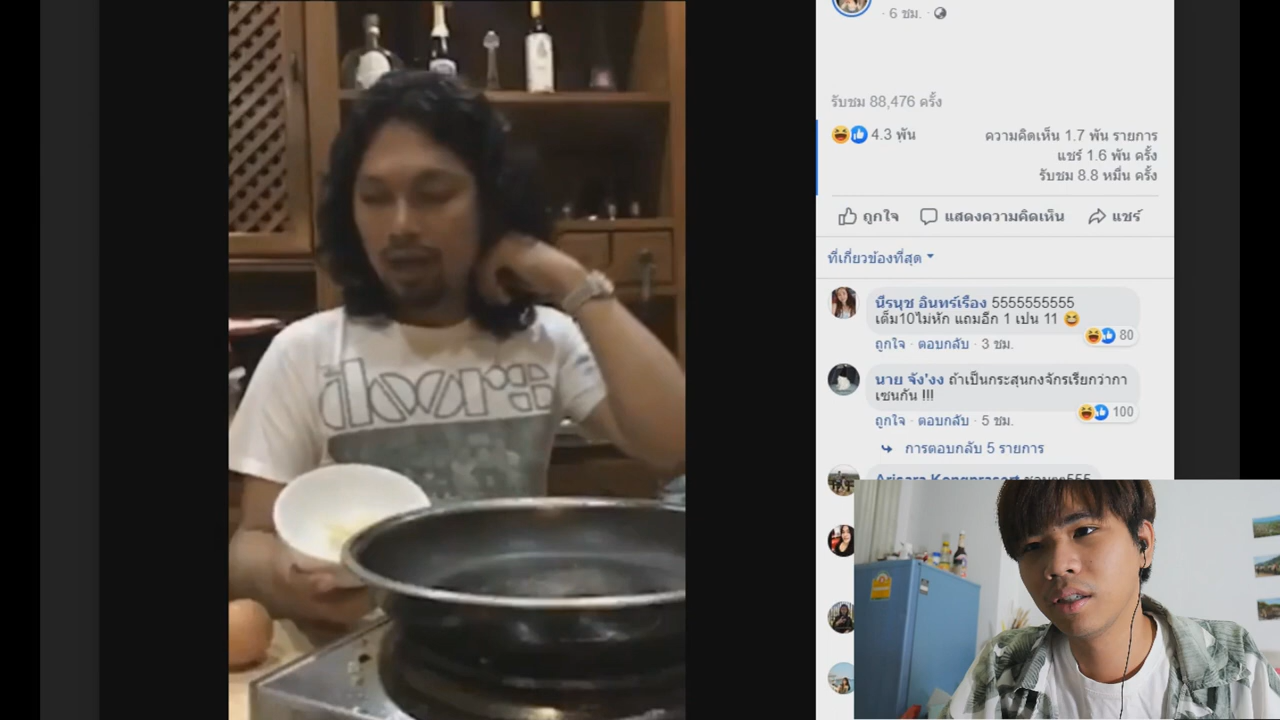 the
doors
· 6 ชม. ·
รับชม 88,476 ครั้ง
4.3 พัน
ความคิดเห็น 1.7 พัน รายการ
แชร์ 1.6 พัน ครั้ง
รับชม 8.8 หมื่น ครั้ง
ถูกใจ
แสดงความคิดเห็น
แชร์
ที่เกี่ยวข้องที่สุด
นีรนุช อินทร์เรือง 5555555555
เต็ม10ไม่หัก แถมอีก 1 เปน 11
80
ถูกใจ · ตอบกลับ · 3 ชม.
นาย จัง'งง ถ้าเป็นกระสุนกงจักรเรียกว่ากา
เซนกัน !!!
100
ถูกใจ · ตอบกลับ · 5 ชม.
การตอบกลับ 5 รายการ